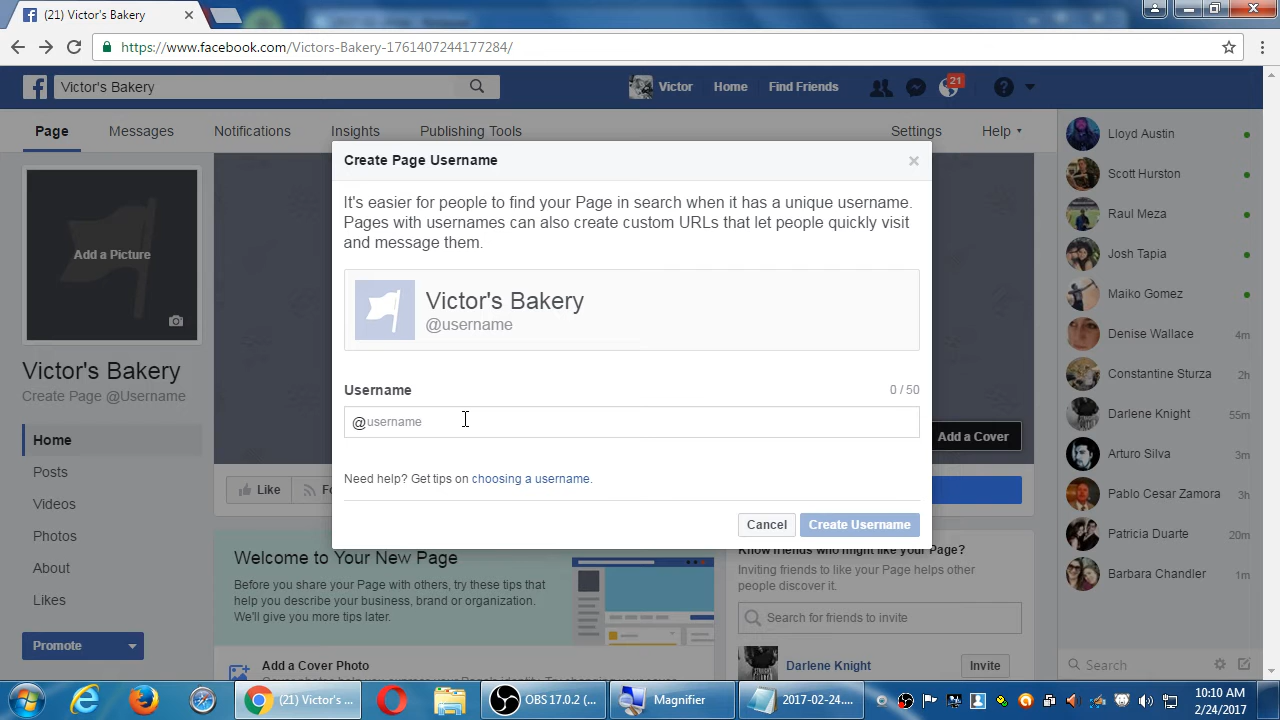 (21) Victor's Bakery
https://www.facebook.com/Victors-Bakery-1761407244177284/
Victor's Bakery
Victor
Home
Find Friends
21
Page
Messages
Notifications
Insights
Publishing Tools
Settings
Help
Create Page Username
It's easier for people to find your Page in search when it has a unique username.
Pages with usernames can also create custom URLs that let people quickly visit
and message them.
Victor's Bakery
@username
Username
0 / 50
@username
Need help? Get tips on choosing a username.
Cancel
Create Username
Add a Picture
Victor's Bakery
Create Page @Username
Home
Posts
Videos
Photos
About
Likes
Promote
Add a Cover
Like
Welcome to Your New Page
Before you share your Page with others, try these tips that
help you describe your business, brand or organization.
We'll give you more tips later.
Add a Cover Photo
Know friends who might like your Page?
Inviting friends to like your Page helps other
people discover it.
Search for friends to invite
Darlene Knight
Invite
Lloyd Austin
Scott Hurston
Raul Meza
Josh Tapia
Maiko Gomez
Denise Wallace 4m
Constantine Sturza 2h
Darlene Knight 55m
Arturo Silva
Pablo Cesar Zamora 3h
Patricia Duarte 20m
Barbara Chandler 1m
Search
(21) Victor's ...
OBS 17.0.2 (...
Magnifier
2017-02-24....
10:10 AM
2/24/2017